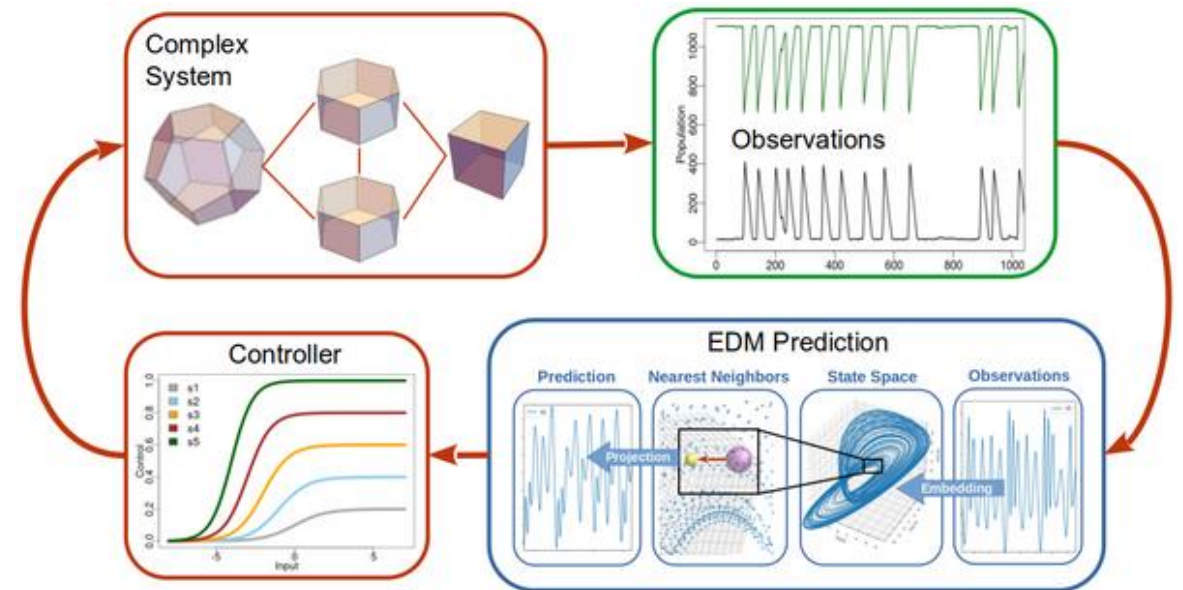 Complex
System
Observations
Population
0
200
400
600
800
1000
0
200
400
600
800
1000
EDM Prediction
Prediction
Nearest Neighbors
State Space
Observations
Projection
Embedding
Controller
s1
s2
s3
s4
s5
Control
0.0
0.2
0.4
0.6
0.8
1.0
-5
0
5
Input